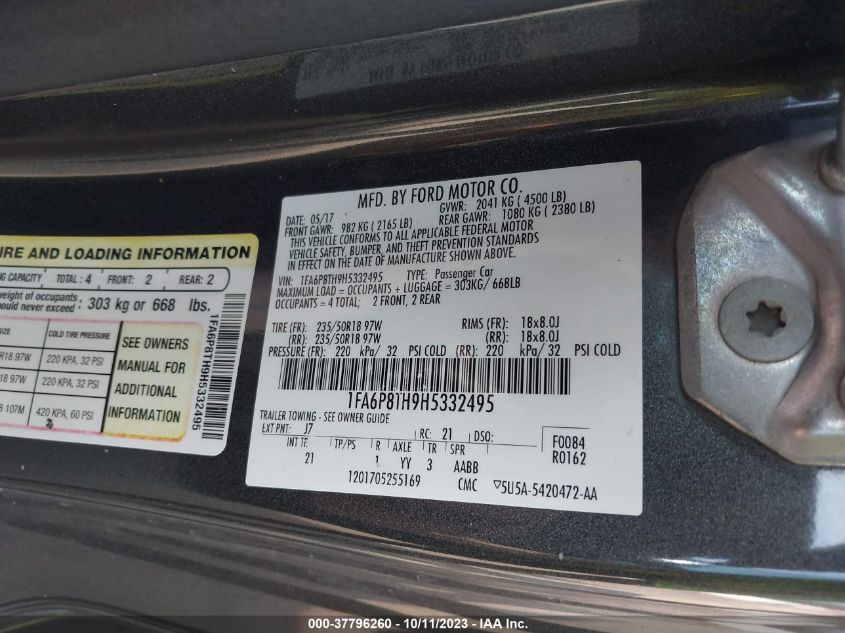 MFD. BY FORD MOTOR CO.
DATE: 05/17 GVWR: 2041 KG ( 4500 LB)
FRONT GAWR: 982 KG ( 2165 LB) REAR GAWR: 1080 KG ( 2380 LB)
THIS VEHICLE CONFORMS TO ALL APPLICABLE FEDERAL MOTOR
VEHICLE SAFETY, BUMPER, AND THEFT PREVENTION STANDARDS
IN EFFECT ON THE DATE OF MANUFACTURE SHOWN ABOVE.
VIN: 1FA6P8TH9H5332495 TYPE: Passenger Car
MAXIMUM LOAD = OCCUPANTS + LUGGAGE = 303KG/ 668LB
OCCUPANTS = 4 TOTAL; 2 FRONT, 2 REAR
TIRE (FR): 235/50R18 97W RIMS (FR): 18x8.0J
(RR): 235/50R18 97W (RR): 18x8.0J
PRESSURE (FR): 220 kPa/ 32 PSI COLD (RR): 220 kPa/ 32 PSI COLD
1FA6P8TH9H5332495
TRAILER TOWING - SEE OWNER GUIDE
EXT PNT: J7 RC: 21 DSO: F0084
R0162
INT TR TP/PS R AXLE TR SPR
21 1 YY 3 AABB
1201705255169 CMC ▽5U5A-5420472-AA
IRE AND LOADING INFORMATION
NG CAPACITY TOTAL : 4 FRONT: 2 REAR: 2
weight of occupants
ould never exceed : 303 kg or 668 lbs.
SIZE COLD TIRE PRESSURE
R18 97W 220 KPA, 32 PSI
18 97W 220 KPA, 32 PSI
107M 420 KPA, 60 PSI
SEE OWNERS
MANUAL FOR
ADDITIONAL
INFORMATION
1FA6P8TH9H5332495
000-37796260 - 10/11/2023 - IAA Inc.